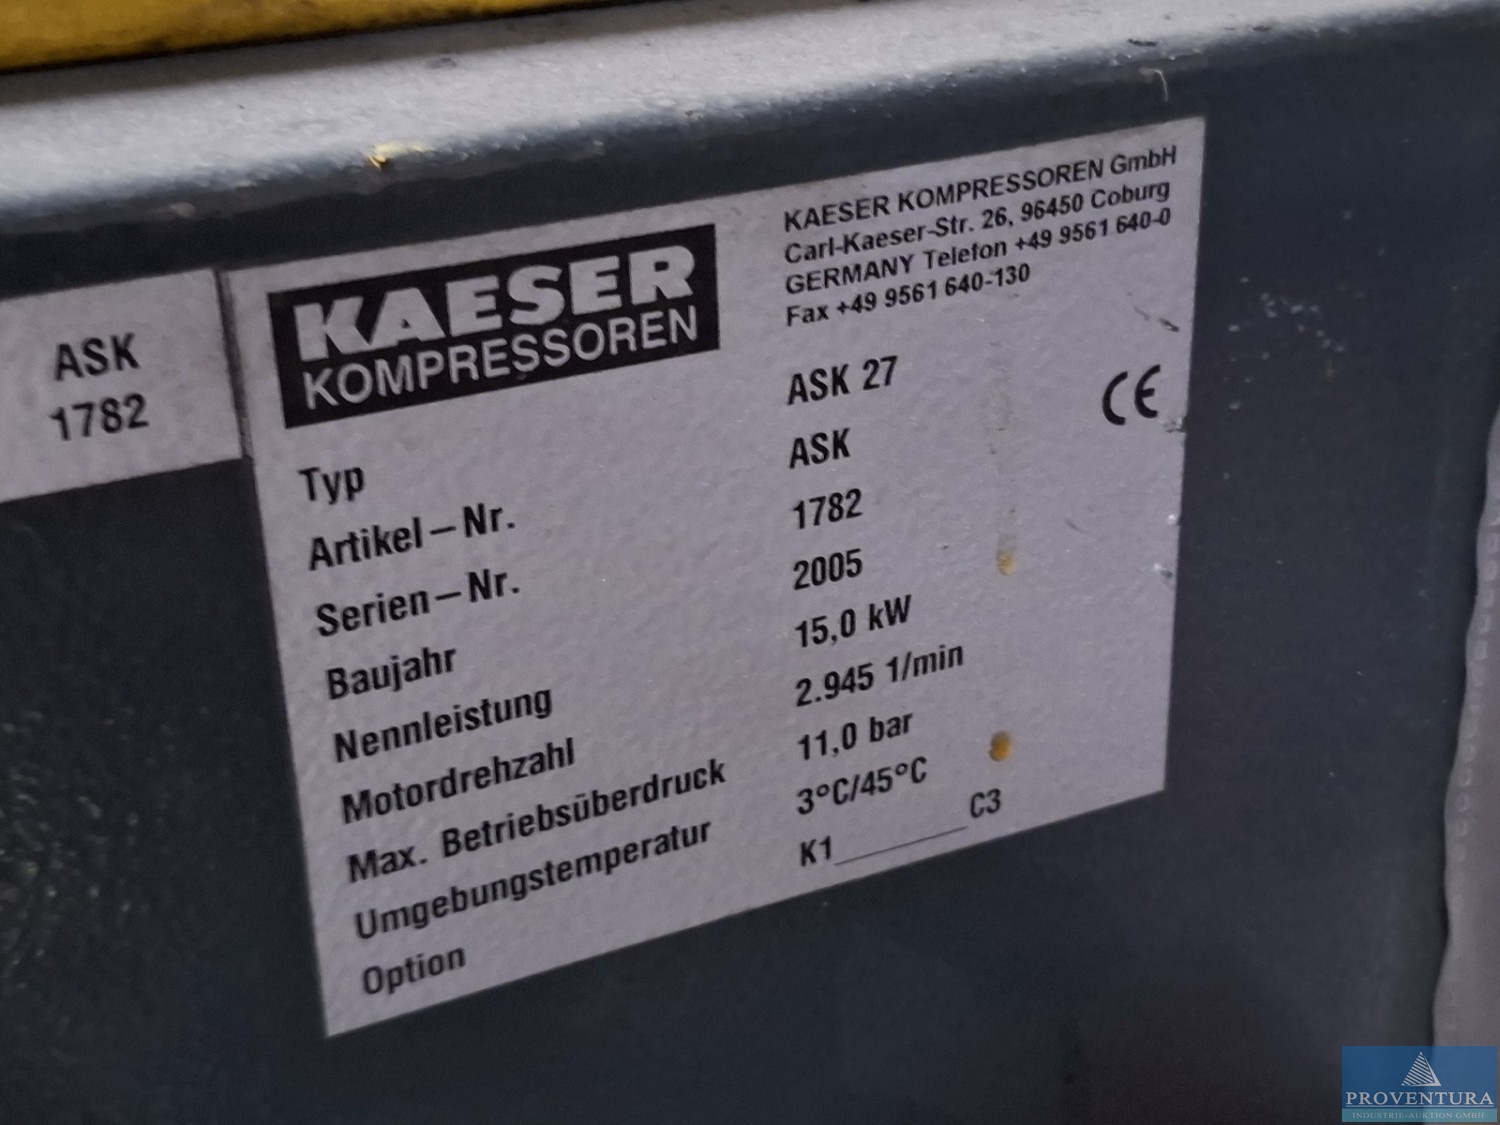 ASK
1782
KAESER
KOMPRESSOREN
KAESER KOMPRESSOREN GmbH
Carl-Kaeser-Str. 26, 96450 Coburg
GERMANY Telefon +49 9561 640-0
Fax +49 9561 640-130
CE
Typ ASK 27
Artikel-Nr. ASK
Serien-Nr. 1782
Baujahr 2005
Nennleistung 15,0 kW
Motordrehzahl 2.945 1/min
Max. Betriebsüberdruck 11,0 bar
Umgebungstemperatur 3°C/45°C
Option K1________C3
PROVENTURA
INDUSTRIE-AUKTION GMBH